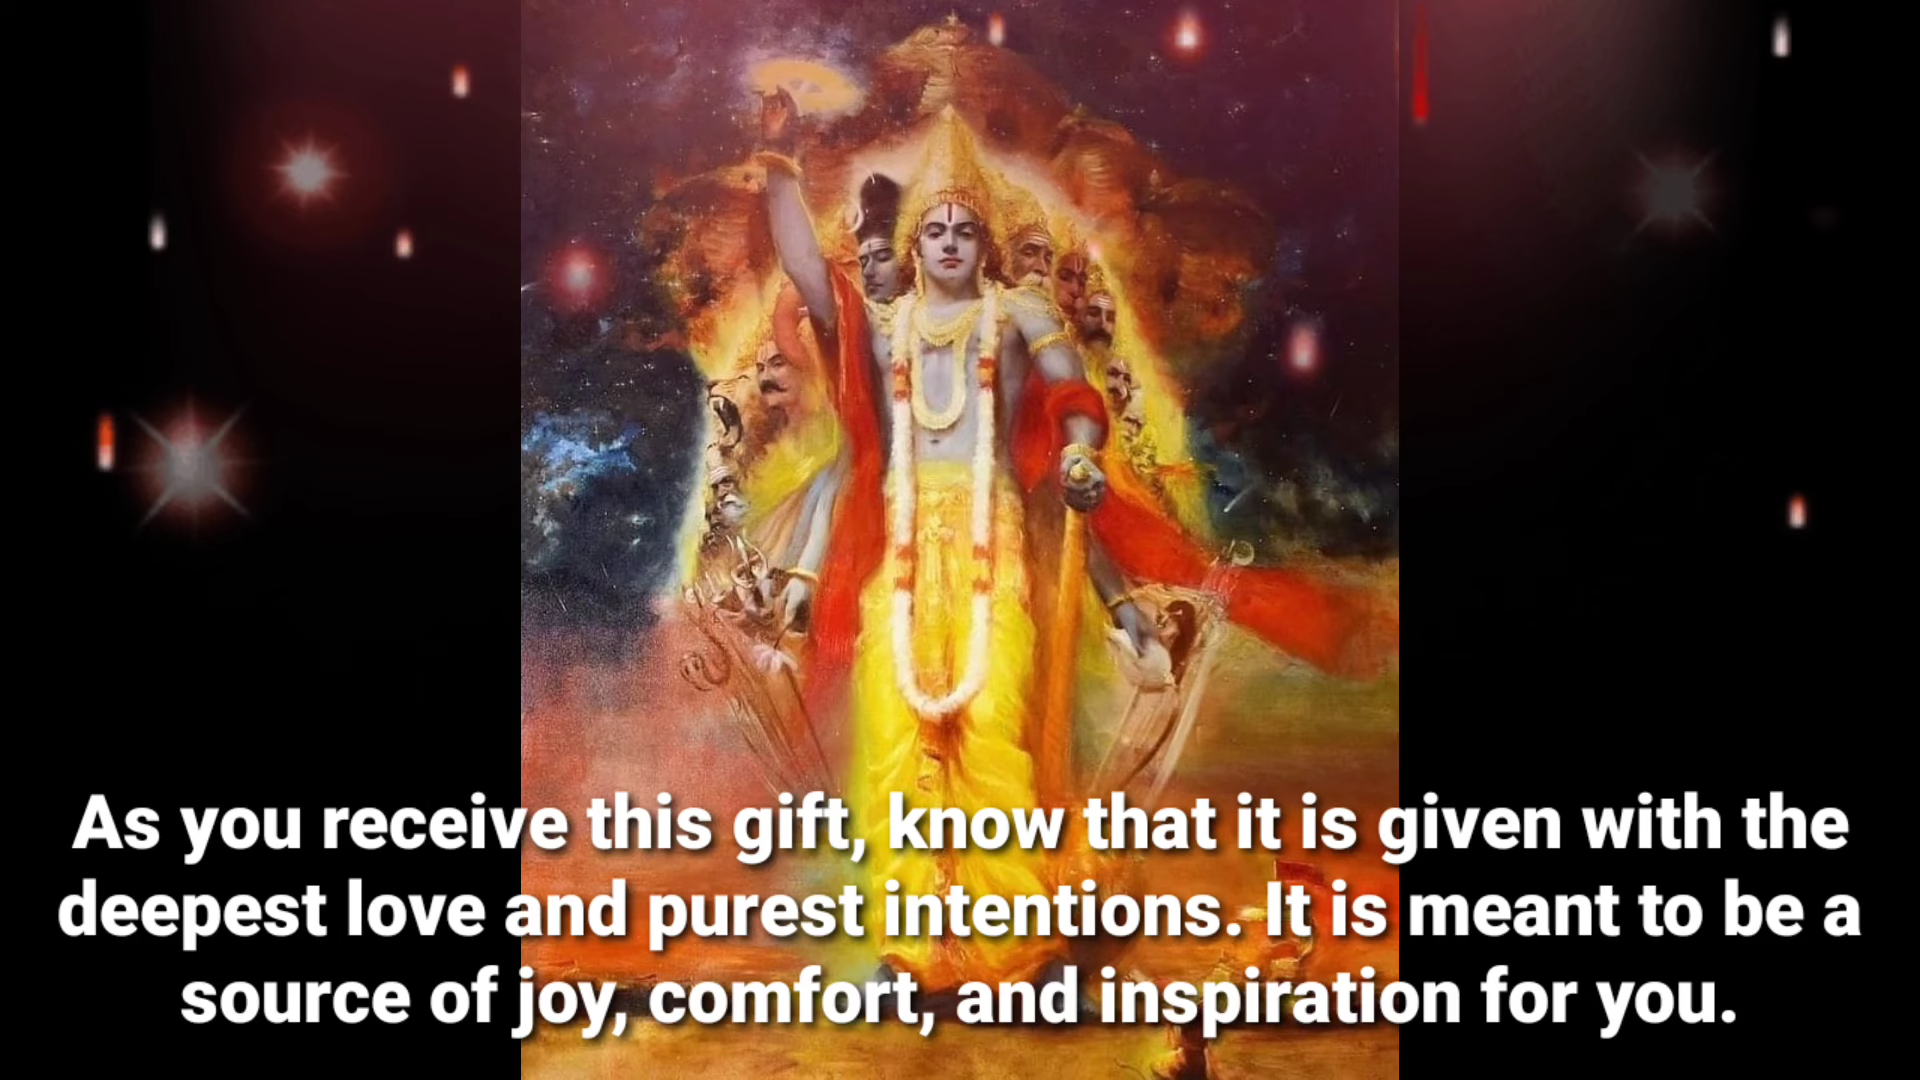 As you receive this gift, know that it is given with the
deepest love and purest intentions. It is meant to be a
source of joy, comfort, and inspiration for you.